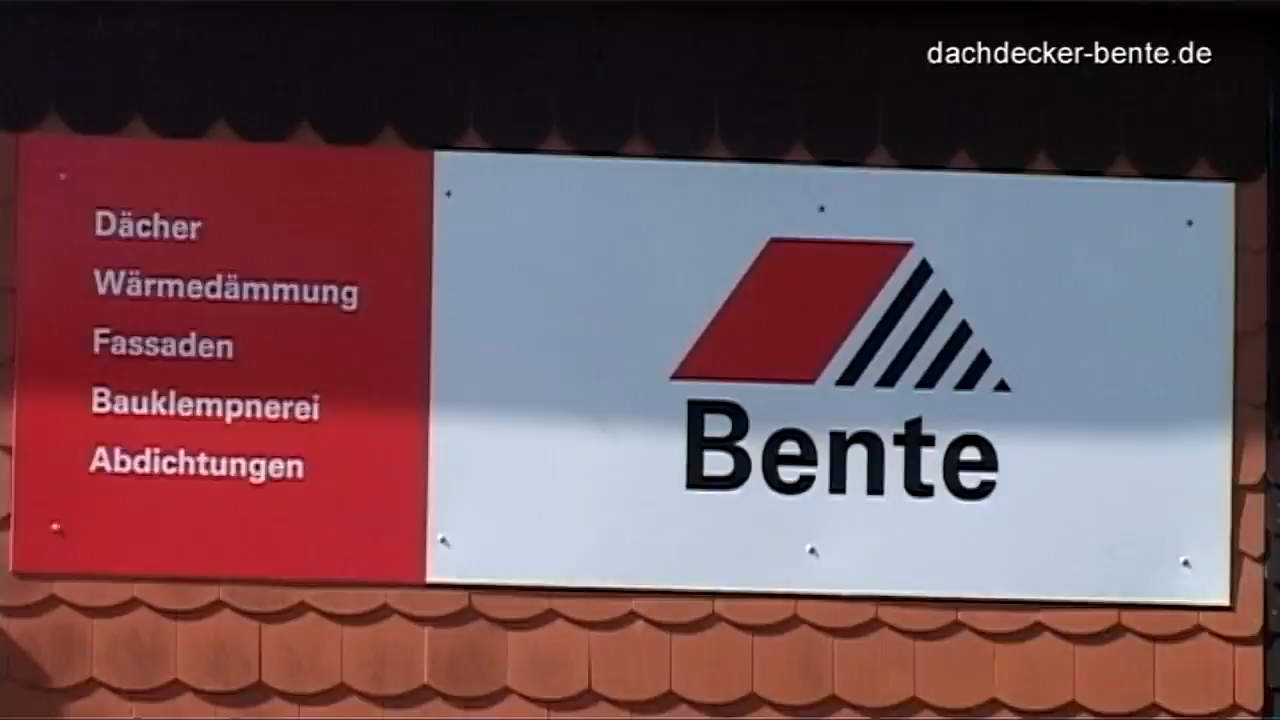 dachdecker-bente.de
Dächer
Wärmedämmung
Fassaden
Bauklempnerei
Abdichtungen
Bente